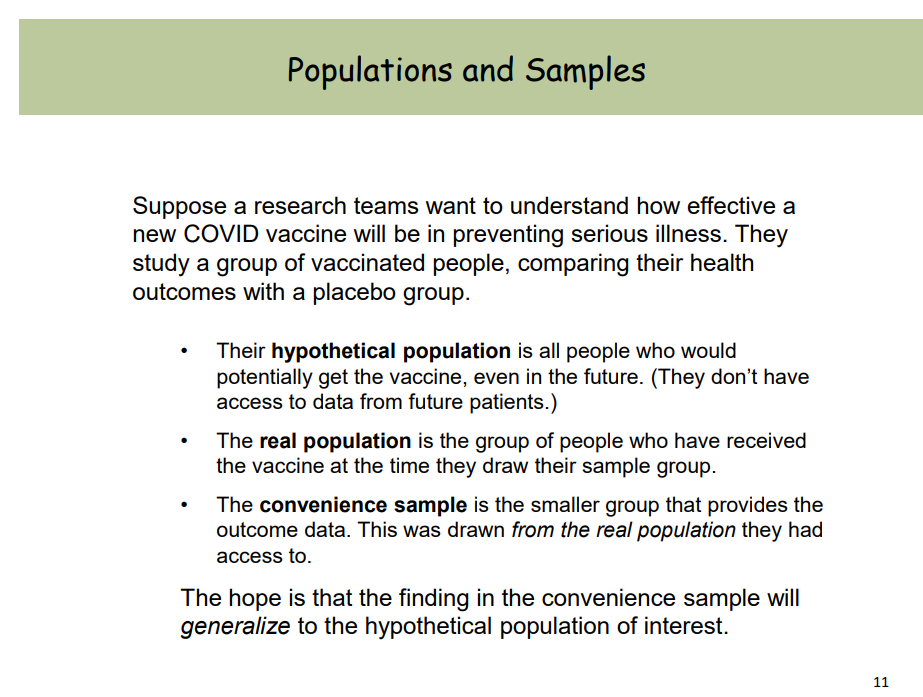 Populations and Samples
Suppose a research teams want to understand how effective a
new COVID vaccine will be in preventing serious illness. They
study a group of vaccinated people, comparing their health
outcomes with a placebo group.
• Their hypothetical population is all people who would
potentially get the vaccine, even in the future. (They don’t have
access to data from future patients.)
• The real population is the group of people who have received
the vaccine at the time they draw their sample group.
• The convenience sample is the smaller group that provides the
outcome data. This was drawn from the real population they had
access to.
The hope is that the finding in the convenience sample will
generalize to the hypothetical population of interest.
11